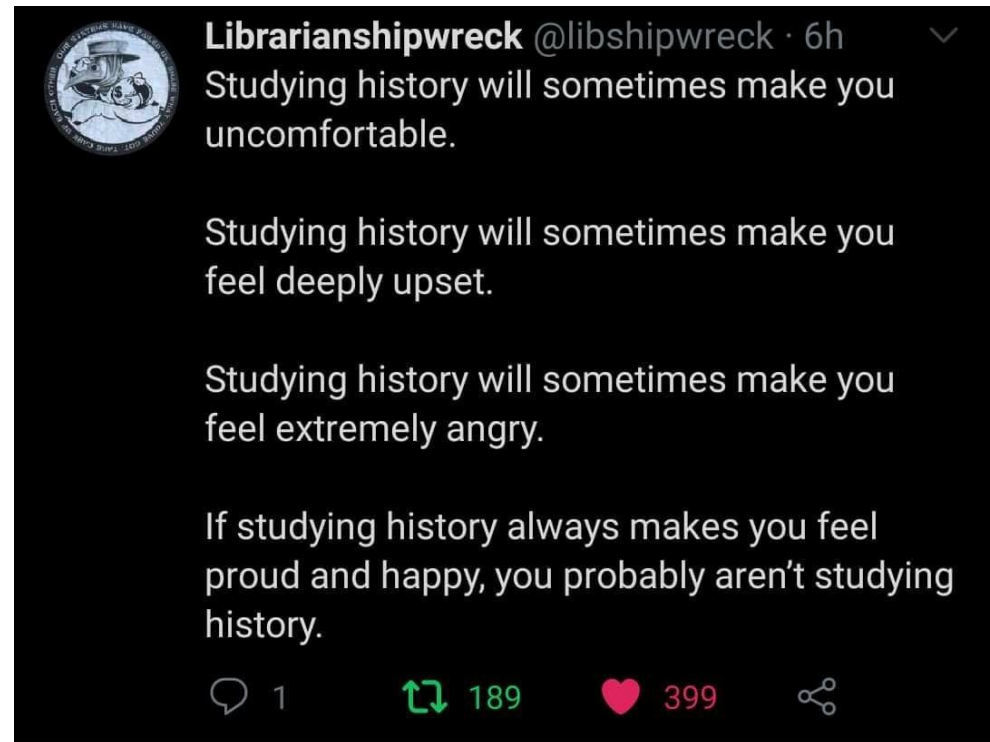 Librarianshipwreck @libshipwreck · 6h
Studying history will sometimes make you
uncomfortable.
Studying history will sometimes make you
feel deeply upset.
Studying history will sometimes make you
feel extremely angry.
If studying history always makes you feel
proud and happy, you probably aren’t studying
history.
1 189 399